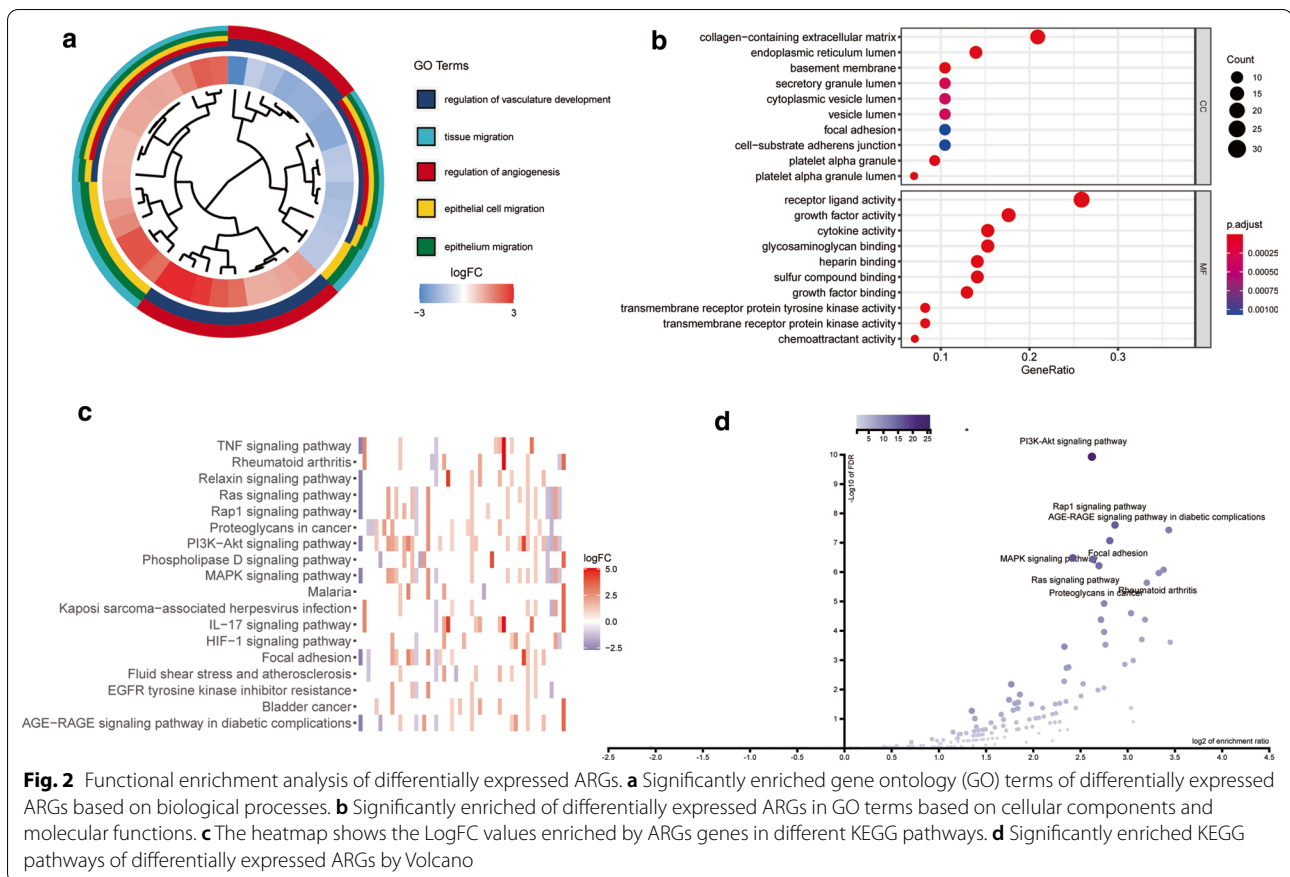 a
GO Terms
regulation of vasculature development
tissue migration
regulation of angiogenesis
epithelial cell migration
epithelium migration
logFC
−3 3
b
collagen−containing extracellular matrix
endoplasmic reticulum lumen
basement membrane
secretory granule lumen
cytoplasmic vesicle lumen
vesicle lumen
focal adhesion
cell−substrate adherens junction
platelet alpha granule
platelet alpha granule lumen
CC
receptor ligand activity
growth factor activity
cytokine activity
glycosaminoglycan binding
heparin binding
sulfur compound binding
growth factor binding
transmembrane receptor protein tyrosine kinase activity
transmembrane receptor protein kinase activity
chemoattractant activity
MF
0.1 0.2 0.3
GeneRatio
Count
10
15
20
25
30
p.adjust
0.00025
0.00050
0.00075
0.00100
c
TNF signaling pathway
Rheumatoid arthritis
Relaxin signaling pathway
Ras signaling pathway
Rap1 signaling pathway
Proteoglycans in cancer
PI3K−Akt signaling pathway
Phospholipase D signaling pathway
MAPK signaling pathway
Malaria
Kaposi sarcoma−associated herpesvirus infection
IL−17 signaling pathway
HIF−1 signaling pathway
Focal adhesion
Fluid shear stress and atherosclerosis
EGFR tyrosine kinase inhibitor resistance
Bladder cancer
AGE−RAGE signaling pathway in diabetic complications
logFC
5.0
2.5
0.0
−2.5
d
5 10 15 20 25
PI3K-Akt signaling pathway
-Log10 of FDR
Rap1 signaling pathway
AGE-RAGE signaling pathway in diabetic complications
Focal adhesion
MAPK signaling pathway
Ras signaling pathway
Rheumatoid arthritis
Proteoglycans in cancer
10
9
8
7
6
5
4
3
2
1
log2 of enrichment ratio
-2.5 -2.0 -1.5 -1.0 -0.5 0.0 0.5 1.0 1.5 2.0 2.5 3.0 3.5 4.0 4.5
Fig. 2 Functional enrichment analysis of differentially expressed ARGs. a Significantly enriched gene ontology (GO) terms of differentially expressed
ARGs based on biological processes. b Significantly enriched of differentially expressed ARGs in GO terms based on cellular components and
molecular functions. c The heatmap shows the LogFC values enriched by ARGs genes in different KEGG pathways. d Significantly enriched KEGG
pathways of differentially expressed ARGs by Volcano